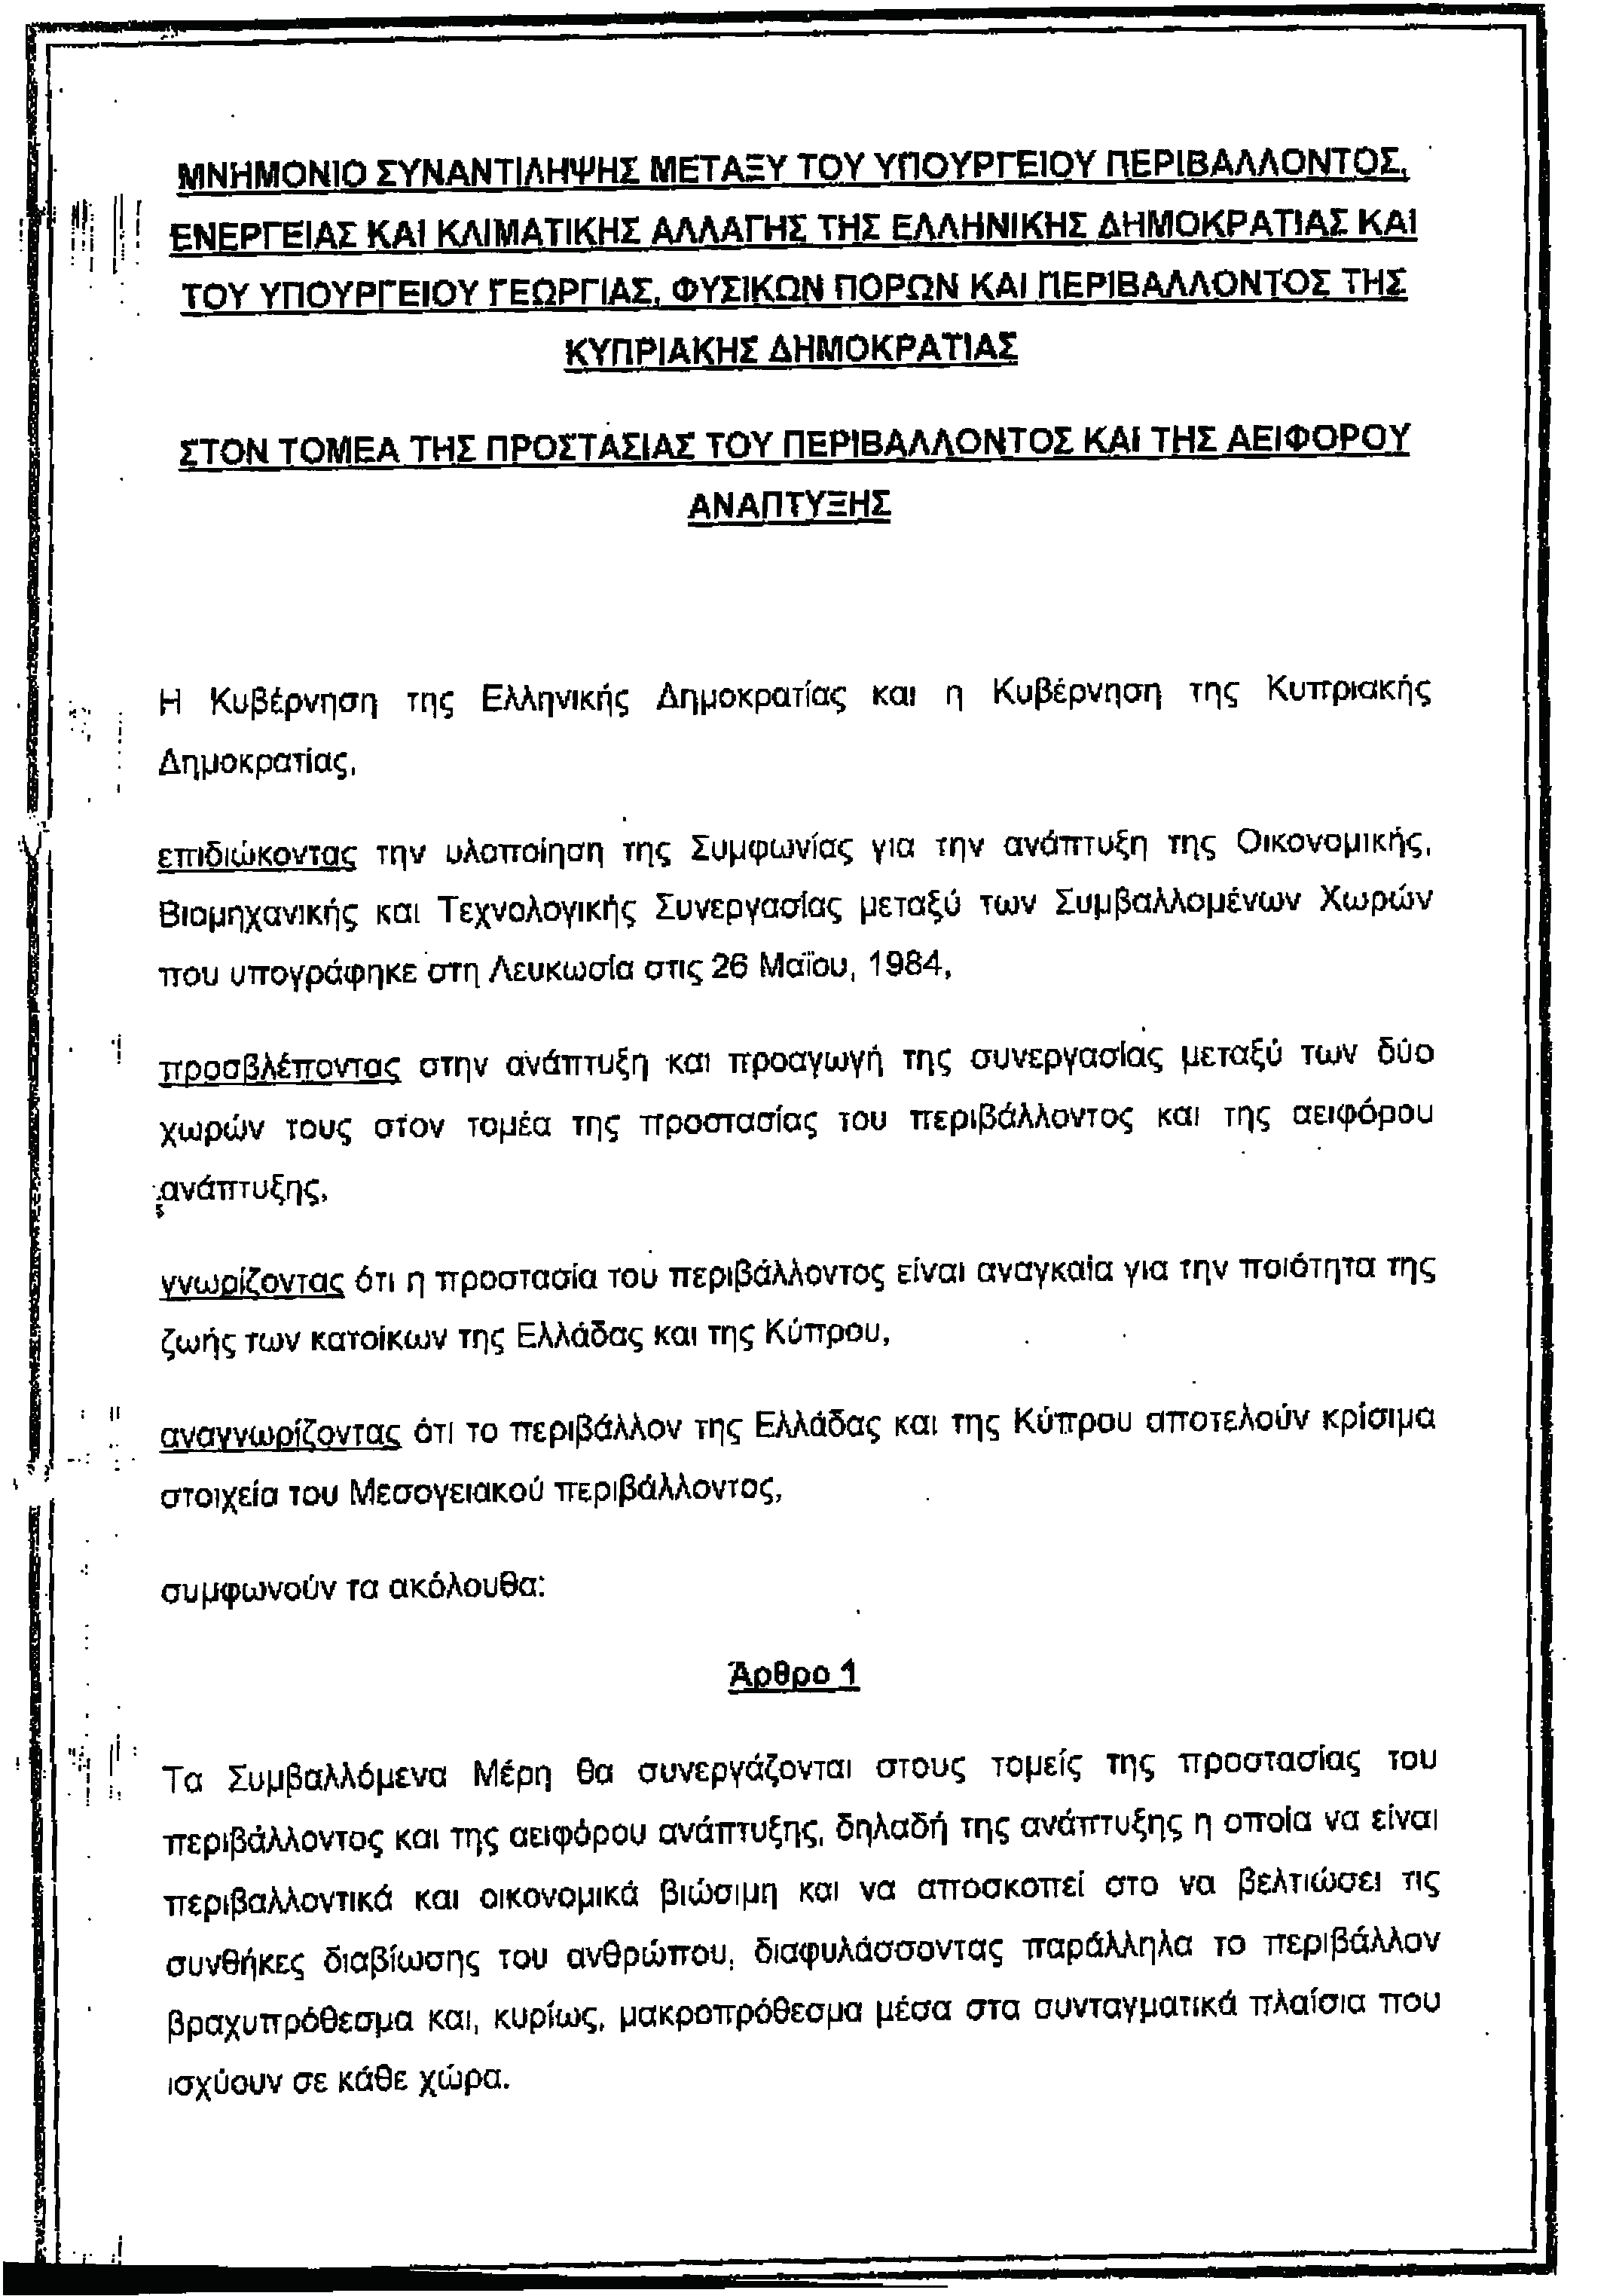 ΜΝΗΜΟΝΙΟ ΣΥΝΑΝΤΙΛΗΨΗΣ ΜΕΤΑΞΥ ΤΟΥ ΥΠΟΥΡΓΕΙΟΥ ΠΕΡΙΒΑΛΛΟΝΤΟΣ,
ΕΝΕΡΓΕΙΑΣ ΚΑΙ ΚΛΙΜΑΤΙΚΗΣ ΑΛΛΑΓΗΣ ΤΗΣ ΕΛΛΗΝΙΚΗΣ ΔΗΜΟΚΡΑΤΙΑΣ ΚΑΙ
ΤΟΥ ΥΠΟΥΡΓΕΙΟΥ ΓΕΩΡΓΙΑΣ, ΦΥΣΙΚΩΝ ΠΟΡΩΝ ΚΑΙ ΠΕΡΙΒΑΛΛΟΝΤΟΣ ΤΗΣ
ΚΥΠΡΙΑΚΗΣ ΔΗΜΟΚΡΑΤΙΑΣ
ΣΤΟΝ ΤΟΜΕΑ ΤΗΣ ΠΡΟΣΤΑΣΙΑΣ ΤΟΥ ΠΕΡΙΒΑΛΛΟΝΤΟΣ ΚΑΙ ΤΗΣ ΑΕΙΦΟΡΟΥ
ΑΝΑΠΤΥΞΗΣ
Η Κυβέρνηση της Ελληνικής Δημοκρατίας και η Κυβέρνηση της Κυπριακής
Δημοκρατίας,
επιδιώκοντας την υλοποίηση της Συμφωνίας για την ανάπτυξη της Οικονομικής,
Βιομηχανικής και Τεχνολογικής Συνεργασίας μεταξύ των Συμβαλλομένων Χωρών
που υπογράφηκε στη Λευκωσία στις 26 Μαΐου, 1984,
προσβλέποντας στην ανάπτυξη και προαγωγή της συνεργασίας μεταξύ των δύο
χωρών τους στον τομέα της προστασίας του περιβάλλοντος και της αειφόρου
ανάπτυξης,
γνωρίζοντας ότι η προστασία του περιβάλλοντος είναι αναγκαία για την ποιότητα της
ζωής των κατοίκων της Ελλάδας και της Κύπρου,
αναγνωρίζοντας ότι το περιβάλλον της Ελλάδας και της Κύπρου αποτελούν κρίσιμα
στοιχεία του Μεσογειακού περιβάλλοντος,
συμφωνούν τα ακόλουθα:
Άρθρο 1
Τα Συμβαλλόμενα Μέρη θα συνεργάζονται στους τομείς της προστασίας του
περιβάλλοντος και της αειφόρου ανάπτυξης, δηλαδή της ανάπτυξης η οποία να είναι
περιβαλλοντικά και οικονομικά βιώσιμη και να αποσκοπεί στο να βελτιώσει τις
συνθήκες διαβίωσης του ανθρώπου, διαφυλάσσοντας παράλληλα το περιβάλλον
βραχυπρόθεσμα και, κυρίως, μακροπρόθεσμα μέσα στα συνταγματικά πλαίσια που
ισχύουν σε κάθε χώρα.